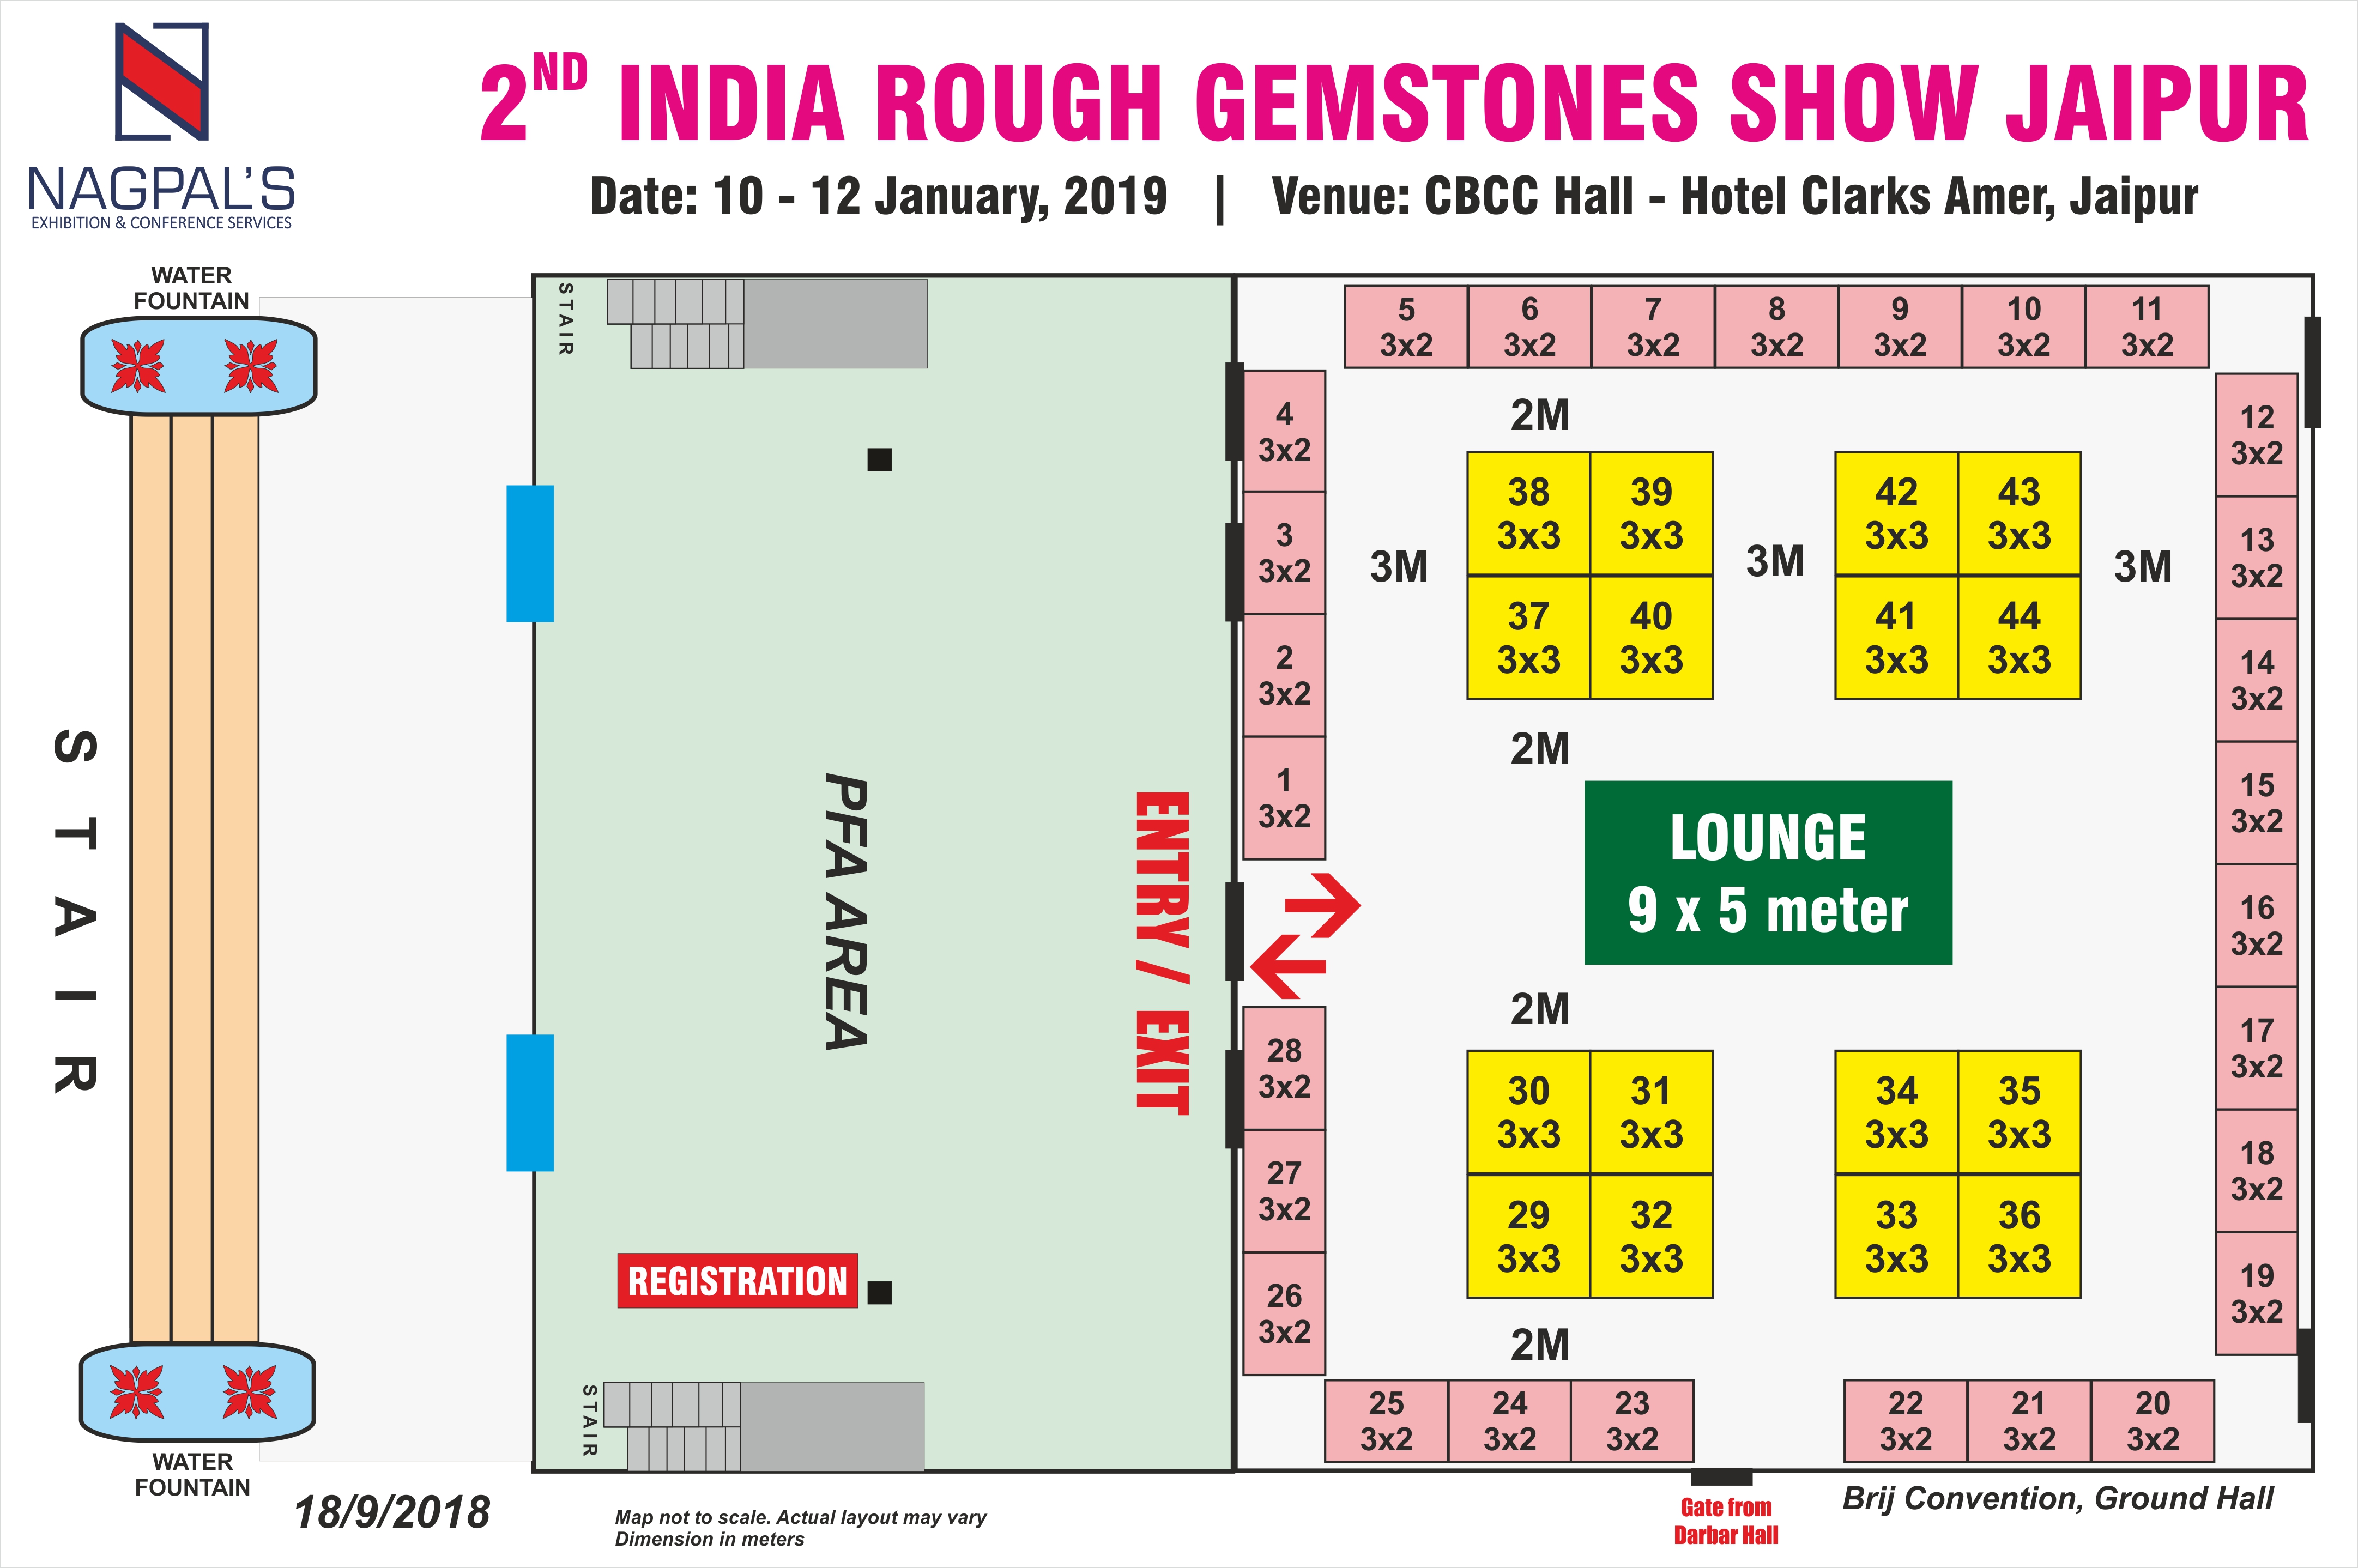 NAGPAL'S
EXHIBITION & CONFERENCE SERVICES
2ND INDIA ROUGH GEMSTONES SHOW JAIPUR
Date: 10 - 12 January, 2019 | Venue: CBCC Hall - Hotel Clarks Amer, Jaipur
WATER
FOUNTAIN
STAIR
STAIR
PFA AREA
ENTRY / EXIT
REGISTRATION
STAIR
WATER
FOUNTAIN
5
3x2
6
3x2
7
3x2
8
3x2
9
3x2
10
3x2
11
3x2
4
3x2
3
3x2
2
3x2
1
3x2
28
3x2
27
3x2
26
3x2
2M
38
3x3
39
3x3
37
3x3
40
3x3
42
3x3
43
3x3
41
3x3
44
3x3
3M
3M
3M
2M
LOUNGE
9 x 5 meter
2M
30
3x3
31
3x3
29
3x3
32
3x3
34
3x3
35
3x3
33
3x3
36
3x3
2M
12
3x2
13
3x2
14
3x2
15
3x2
16
3x2
17
3x2
18
3x2
19
3x2
25
3x2
24
3x2
23
3x2
22
3x2
21
3x2
20
3x2
18/9/2018
Map not to scale. Actual layout may vary
Dimension in meters
Gate from
Darbar Hall
Brij Convention, Ground Hall